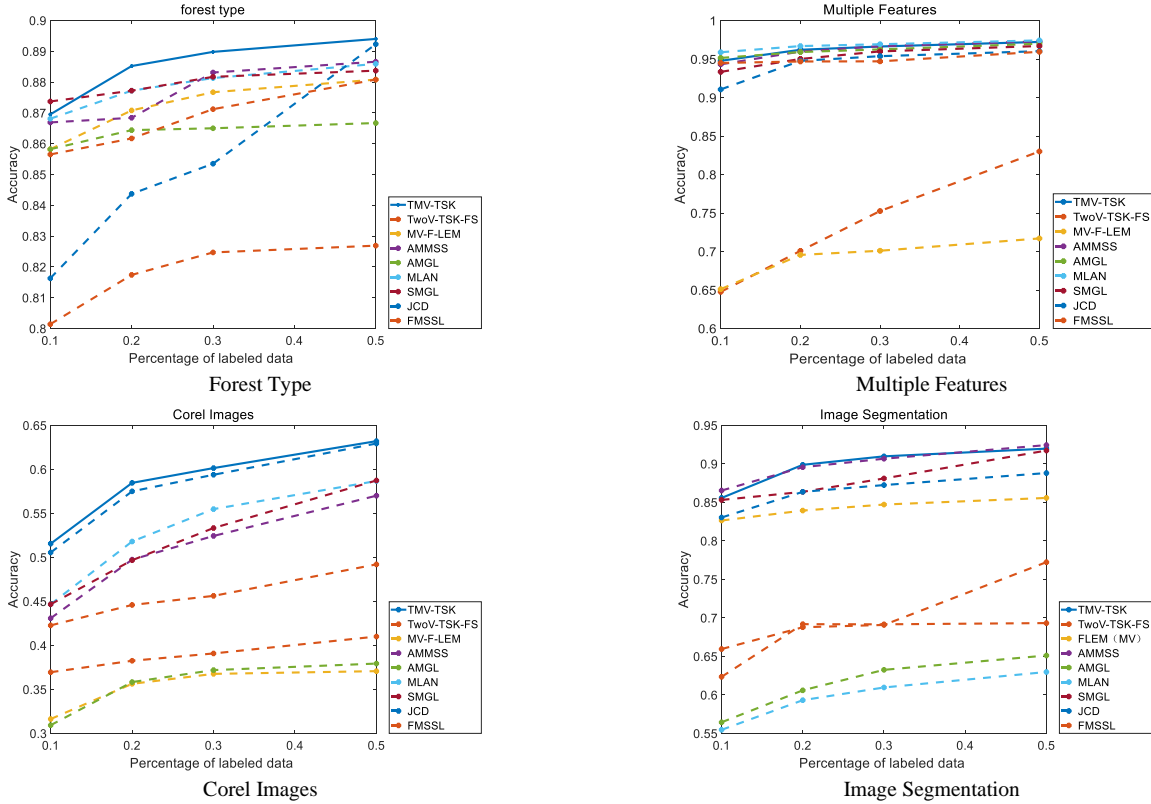 forest type
0.9
0.89
0.88
0.87
0.86
0.85
0.84
0.83
0.82
0.81
0.8
Accuracy
0.1
0.2
0.3
0.4
0.5
Percentage of labeled data
TMV-TSK
TwoV-TSK-FS
MV-F-LEM
AMMSS
AMGL
MLAN
SMGL
JCD
FMSSL
Forest Type
Multiple Features
1
0.95
0.9
0.85
0.8
0.75
0.7
0.65
0.6
Accuracy
0.1
0.2
0.3
0.4
0.5
Percentage of labeled data
TMV-TSK
TwoV-TSK-FS
MV-F-LEM
AMMSS
AMGL
MLAN
SMGL
JCD
FMSSL
Multiple Features
Corel Images
0.65
0.6
0.55
0.5
0.45
0.4
0.35
0.3
Accuracy
0.1
0.2
0.3
0.4
0.5
Percentage of labeled data
TMV-TSK
TwoV-TSK-FS
MV-F-LEM
AMMSS
AMGL
MLAN
SMGL
JCD
FMSSL
Corel Images
Image Segmentation
0.95
0.9
0.85
0.8
0.75
0.7
0.65
0.6
0.55
Accuracy
0.1
0.2
0.3
0.4
0.5
Percentage of labeled data
TMV-TSK
TwoV-TSK-FS
FLEM（MV）
AMMSS
AMGL
MLAN
SMGL
JCD
FMSSL
Image Segmentation